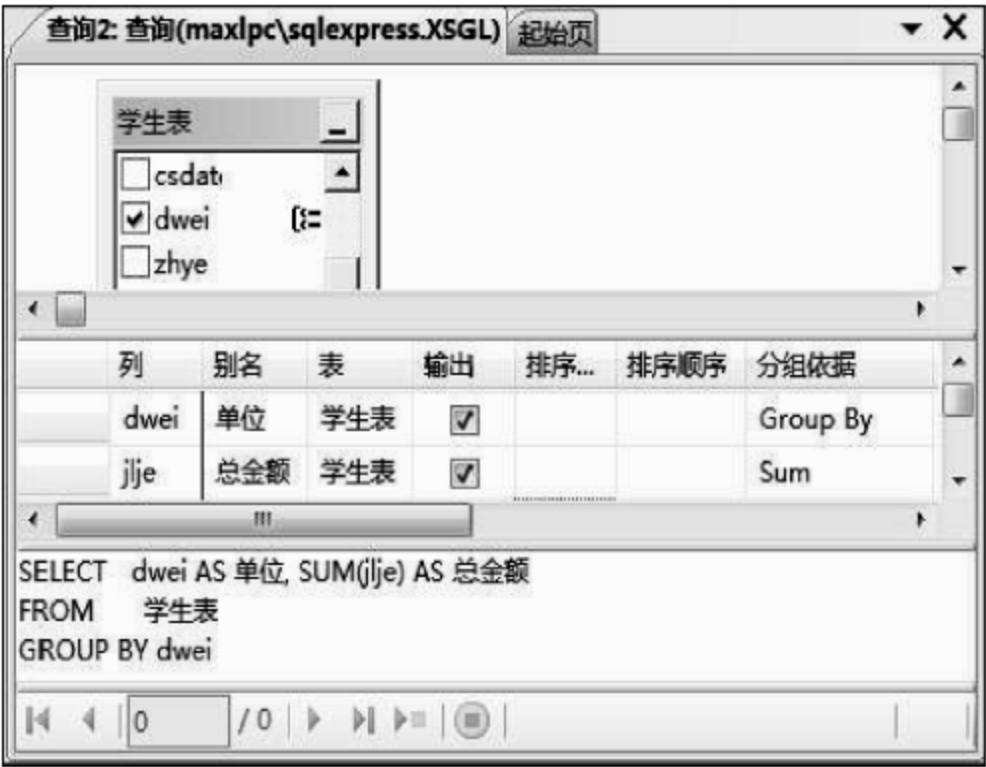 查询2: 查询(maxlpc\sqlexpress.XSGL) 起始页
学生表
csdat
dwei
zhye
列 别名 表 输出 排序... 排序顺序 分组依据
dwei 单位 学生表 Group By
jlje 总金额 学生表 Sum
SELECT dwei AS 单位, SUM(jlje) AS 总金额
FROM 学生表
GROUP BY dwei
0 / 0